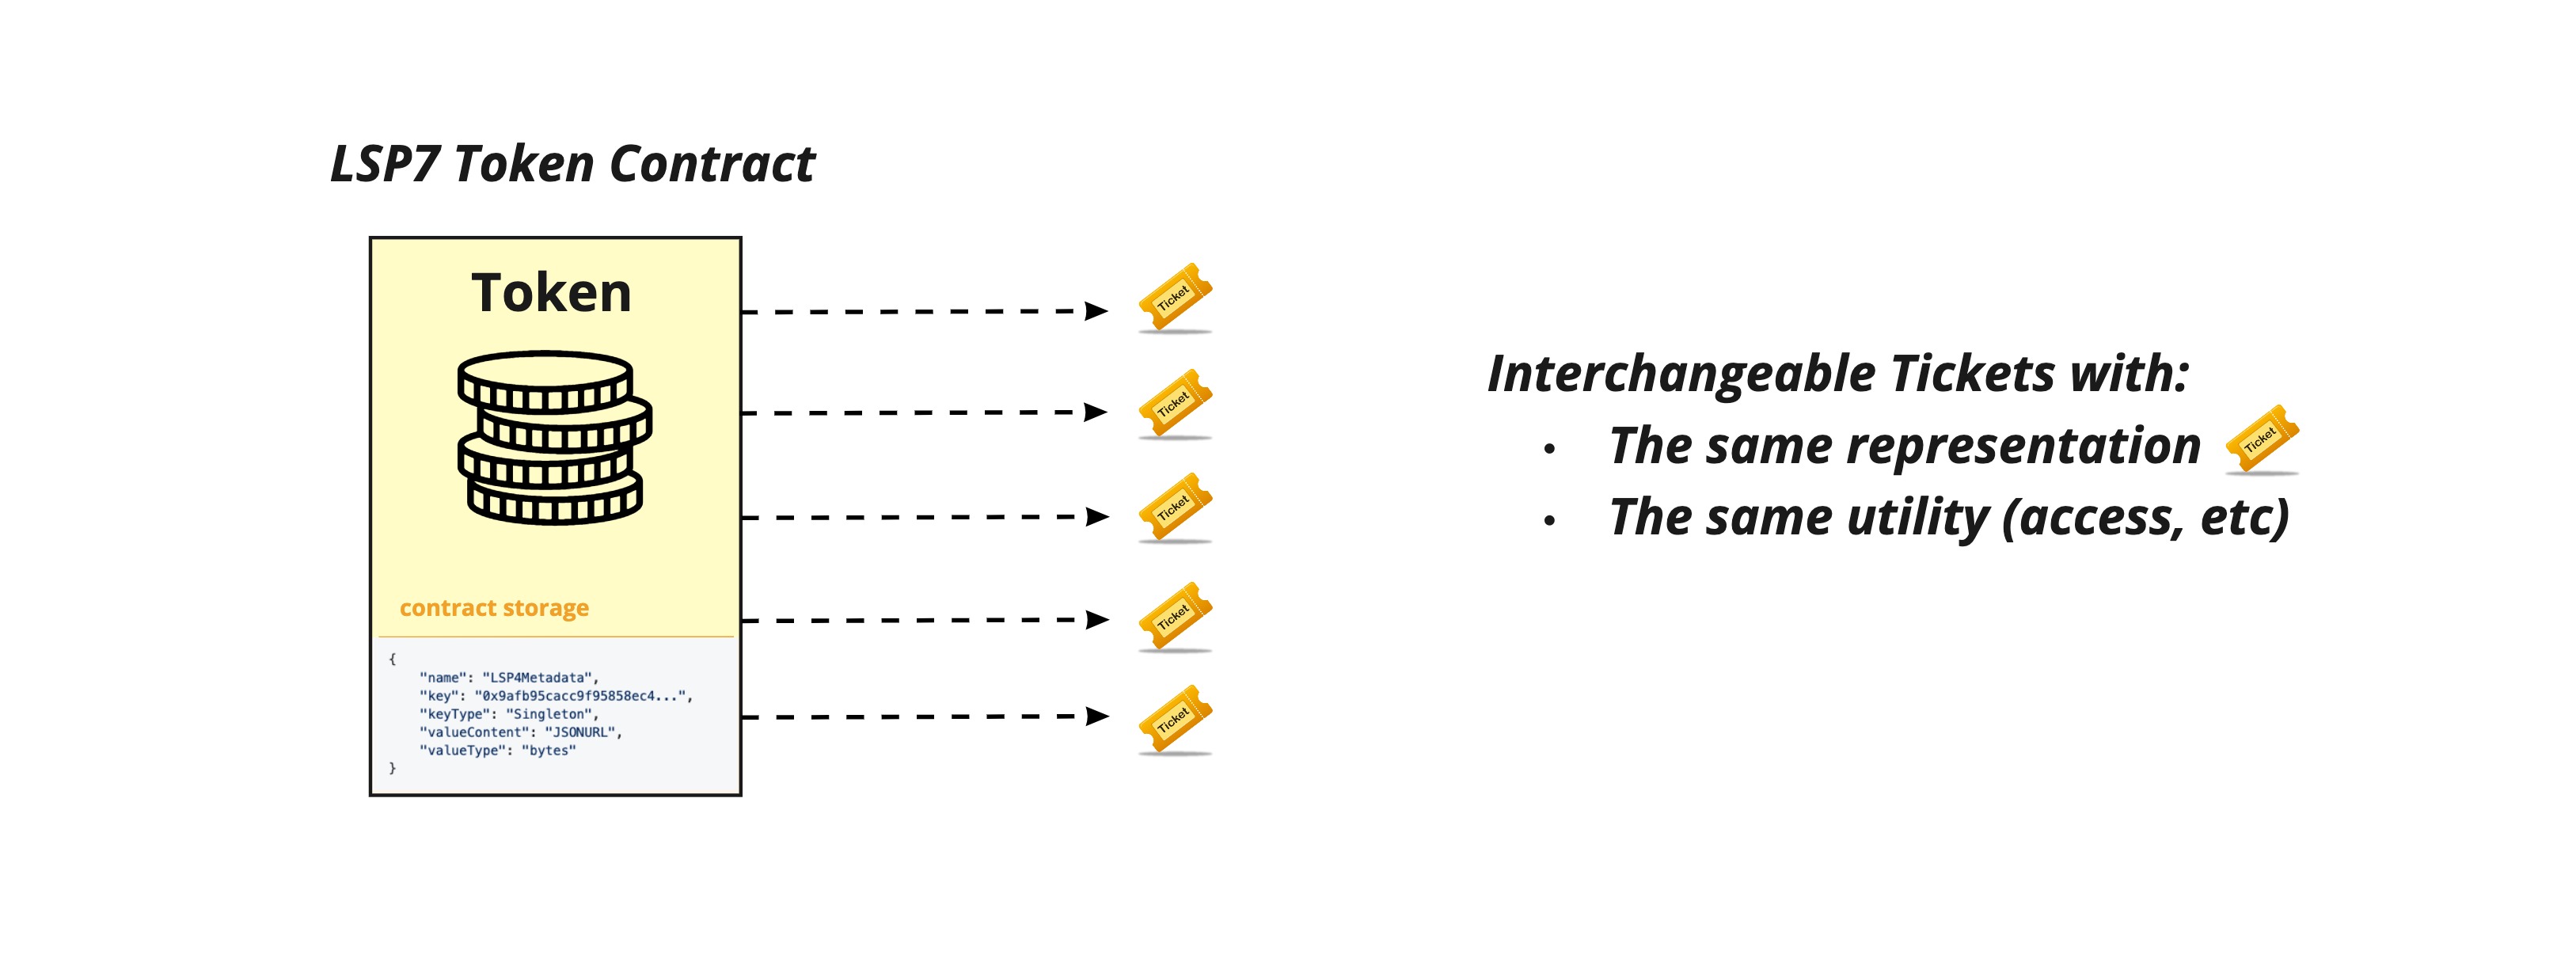 LSP7 Token Contract
Token
contract storage
{
"name": "LSP4Metadata",
"key": "0x9afb95cacc9f95858ec4...",
"keyType": "Singleton",
"valueContent": "JSONURL",
"valueType": "bytes"
}
Ticket
Ticket
Ticket
Ticket
Ticket
Interchangeable Tickets with:
• The same representation Ticket
• The same utility (access, etc)